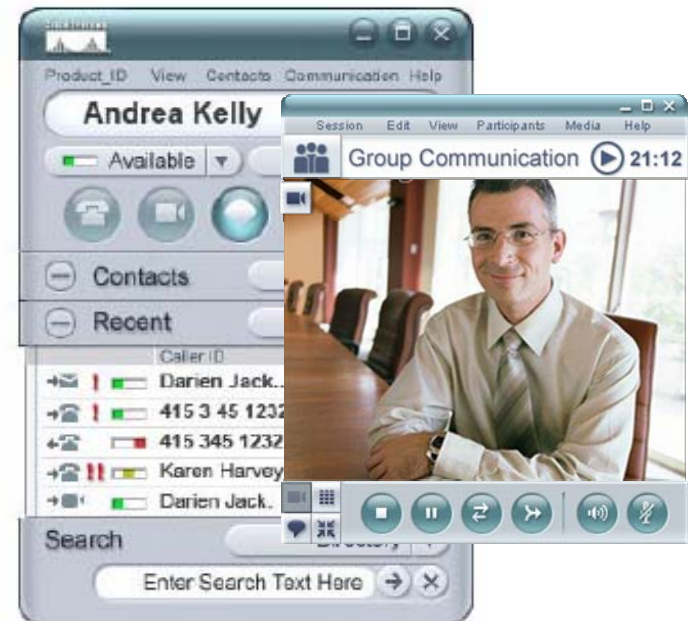 Product_ID View Contacts Communication Help
Andrea Kelly
Available
Contacts
Recent
Caller ID
Darien Jack..
415 3 45 1232
415 345 1232
Karen Harvey
Darien Jack.
Search
Enter Search Text Here
Session Edit View Participants Media Help
Group Communication 21:12